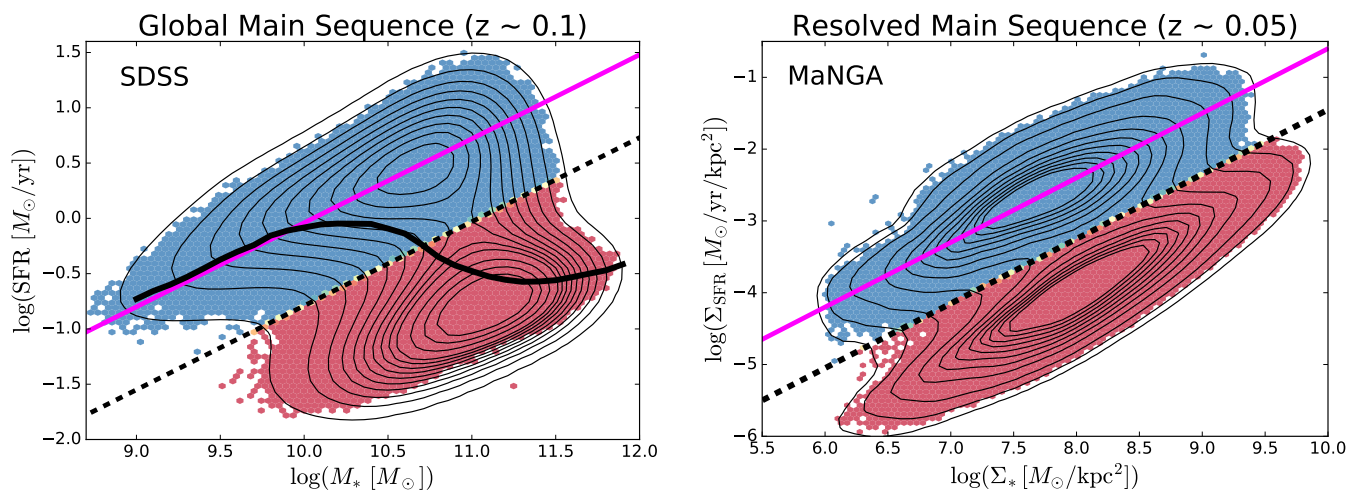 Global Main Sequence (z ~ 0.1)
SDSS
log(SFR [M⊙/yr])
1.5
1.0
0.5
0.0
−0.5
−1.0
−1.5
−2.0
9.0 9.5 10.0 10.5 11.0 11.5 12.0
log(M* [M⊙])
Resolved Main Sequence (z ~ 0.05)
MaNGA
log(ΣSFR [M⊙/yr/kpc²])
−1
−2
−3
−4
−5
−6
5.5 6.0 6.5 7.0 7.5 8.0 8.5 9.0 9.5 10.0
log(Σ* [M⊙/kpc²])